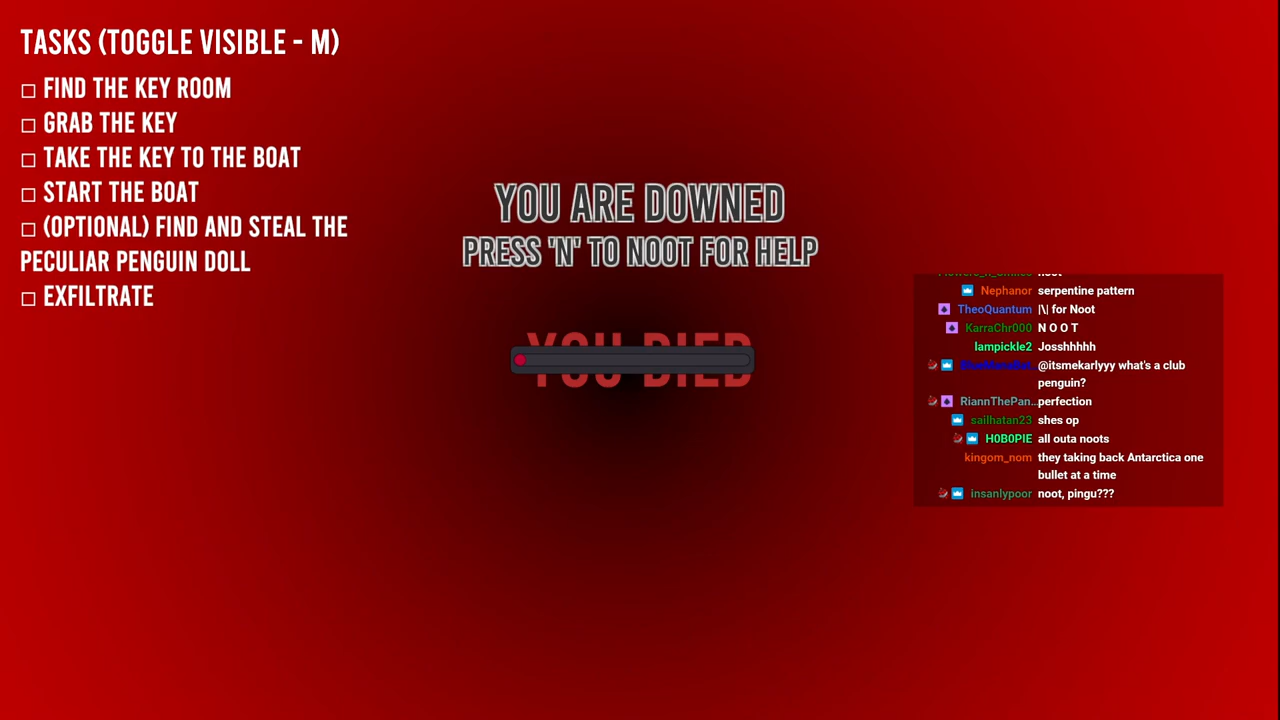 TASKS (TOGGLE VISIBLE - M)
□ FIND THE KEY ROOM
□ GRAB THE KEY
□ TAKE THE KEY TO THE BOAT
□ START THE BOAT
□ (OPTIONAL) FIND AND STEAL THE
PECULIAR PENGUIN DOLL
□ EXFILTRATE
YOU ARE DOWNED
PRESS 'N' TO NOOT FOR HELP
YOU DIED
noot
Nephanor serpentine pattern
TheoQuantum |\| for Noot
KarraChr000 N O O T
lampickle2 Josshhhhh
@itsmekarlyyy what's a club
penguin?
RiannThePan... perfection
sailhatan23 shes op
H0B0PIE all outa noots
kingom_nom they taking back Antarctica one
bullet at a time
insanlypoor noot, pingu???